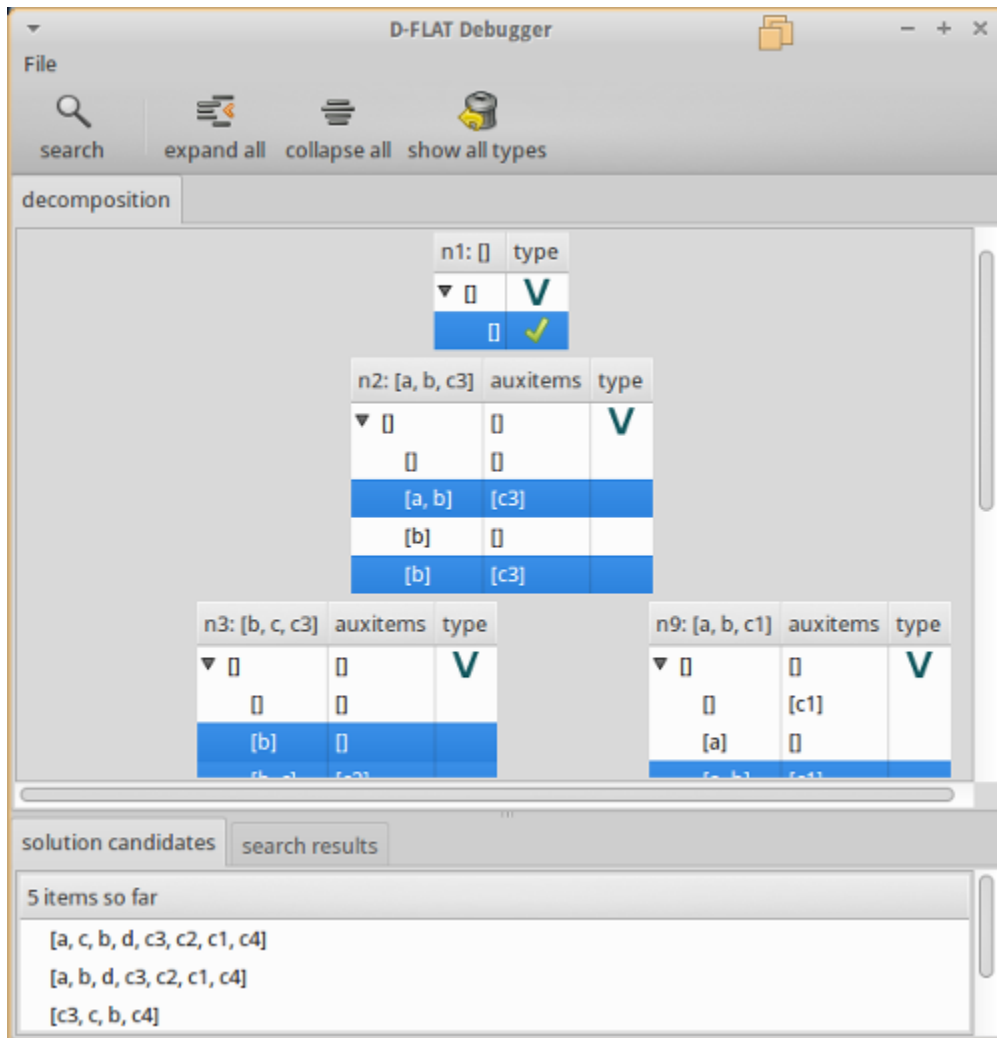 D-FLAT Debugger
File
search expand all collapse all show all types
decomposition
n1: [] type
[] V
[]
n2: [a, b, c3] auxitems type
[] [] V
[] []
[a, b] [c3]
[b] []
[b] [c3]
n3: [b, c, c3] auxitems type n9: [a, b, c1] auxitems type
[] [] V [] [] V
[] [] [] [c1]
[b] [] [a] []
solution candidates search results
5 items so far
[a, c, b, d, c3, c2, c1, c4]
[a, b, d, c3, c2, c1, c4]
[c3, c, b, c4]